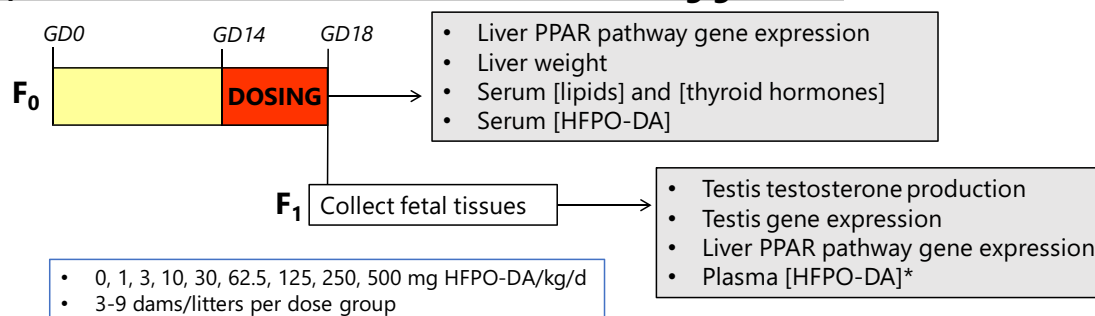 GD0 GD14 GD18
F₀ DOSING
• Liver PPAR pathway gene expression
• Liver weight
• Serum [lipids] and [thyroid hormones]
• Serum [HFPO-DA]
F₁ Collect fetal tissues
• Testis testosterone production
• Testis gene expression
• Liver PPAR pathway gene expression
• Plasma [HFPO-DA]*
• 0, 1, 3, 10, 30, 62.5, 125, 250, 500 mg HFPO-DA/kg/d
• 3-9 dams/litters per dose group